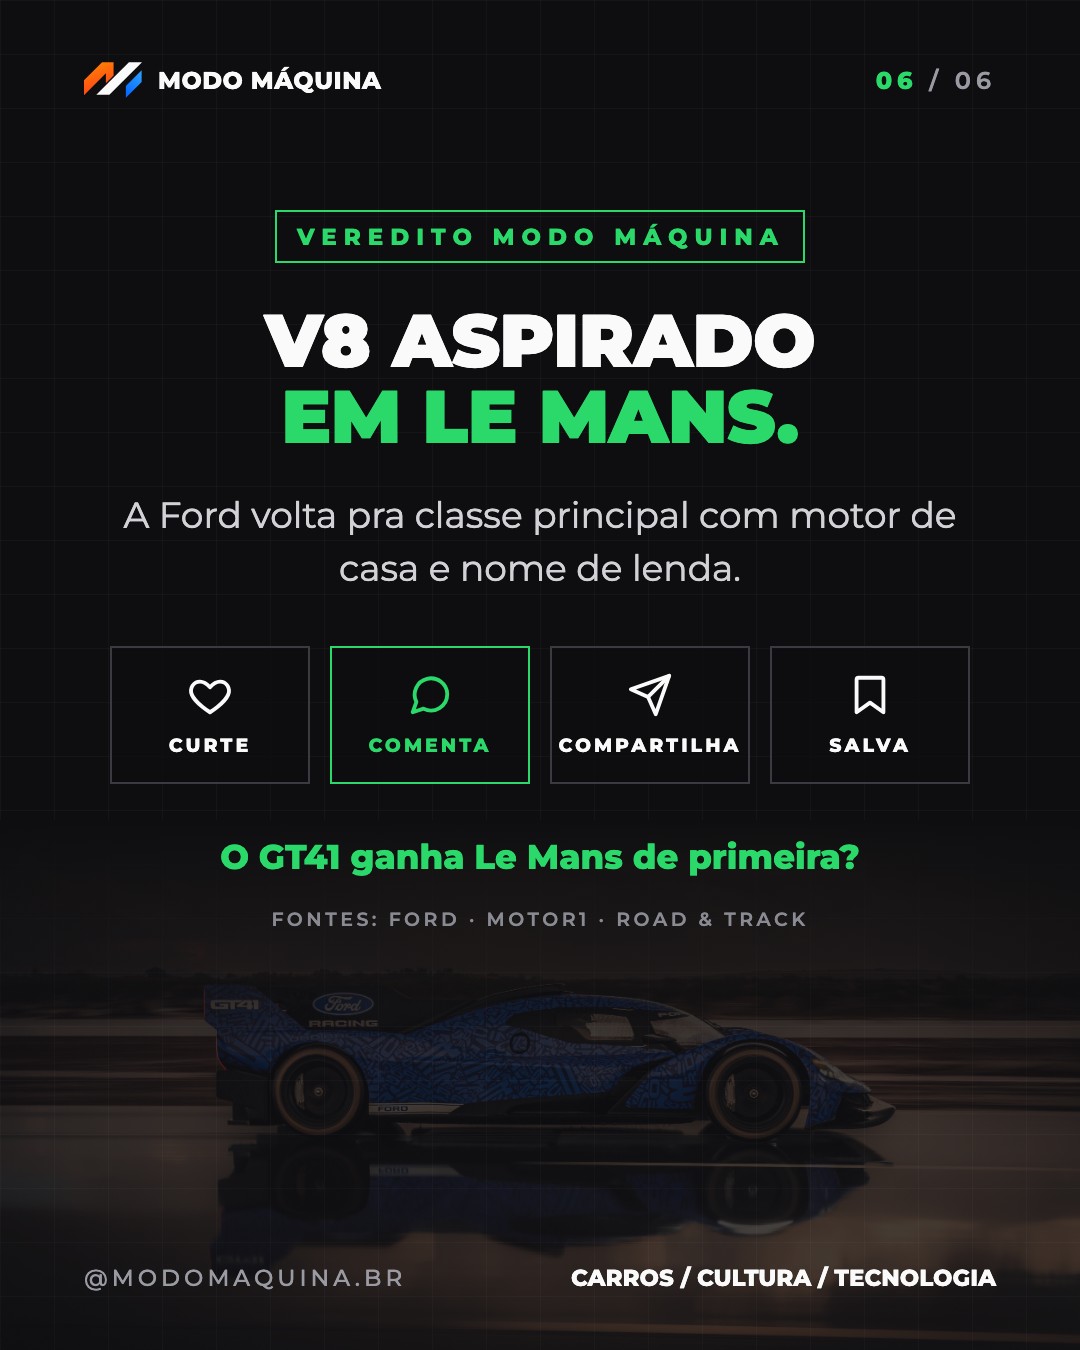 MODO MÁQUINA
06 / 06
VEREDITO MODO MÁQUINA
V8 ASPIRADO
EM LE MANS.
A Ford volta pra classe principal com motor de
casa e nome de lenda.
CURTE
COMENTA
COMPARTILHA
SALVA
O GT41 ganha Le Mans de primeira?
FONTES: FORD · MOTOR1 · ROAD & TRACK
GT41
Ford
RACING
FORD
@MODOMAQUINA.BR
CARROS / CULTURA / TECNOLOGIA